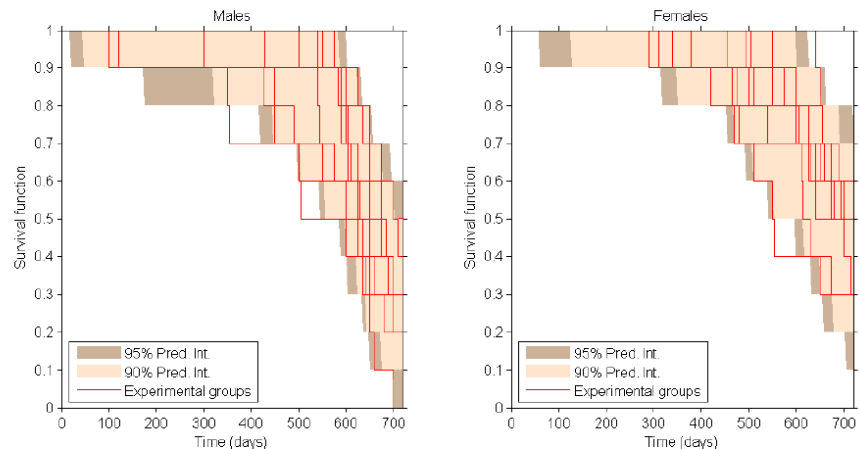 Males
Survival function
1
0.9
0.8
0.7
0.6
0.5
0.4
0.3
0.2
0.1
0
95% Pred. Int.
90% Pred. Int.
Experimental groups
0 100 200 300 400 500 600 700
Time (days)
Females
Survival function
1
0.9
0.8
0.7
0.6
0.5
0.4
0.3
0.2
0.1
0
95% Pred. Int.
90% Pred. Int.
Experimental groups
0 100 200 300 400 500 600 700
Time (days)